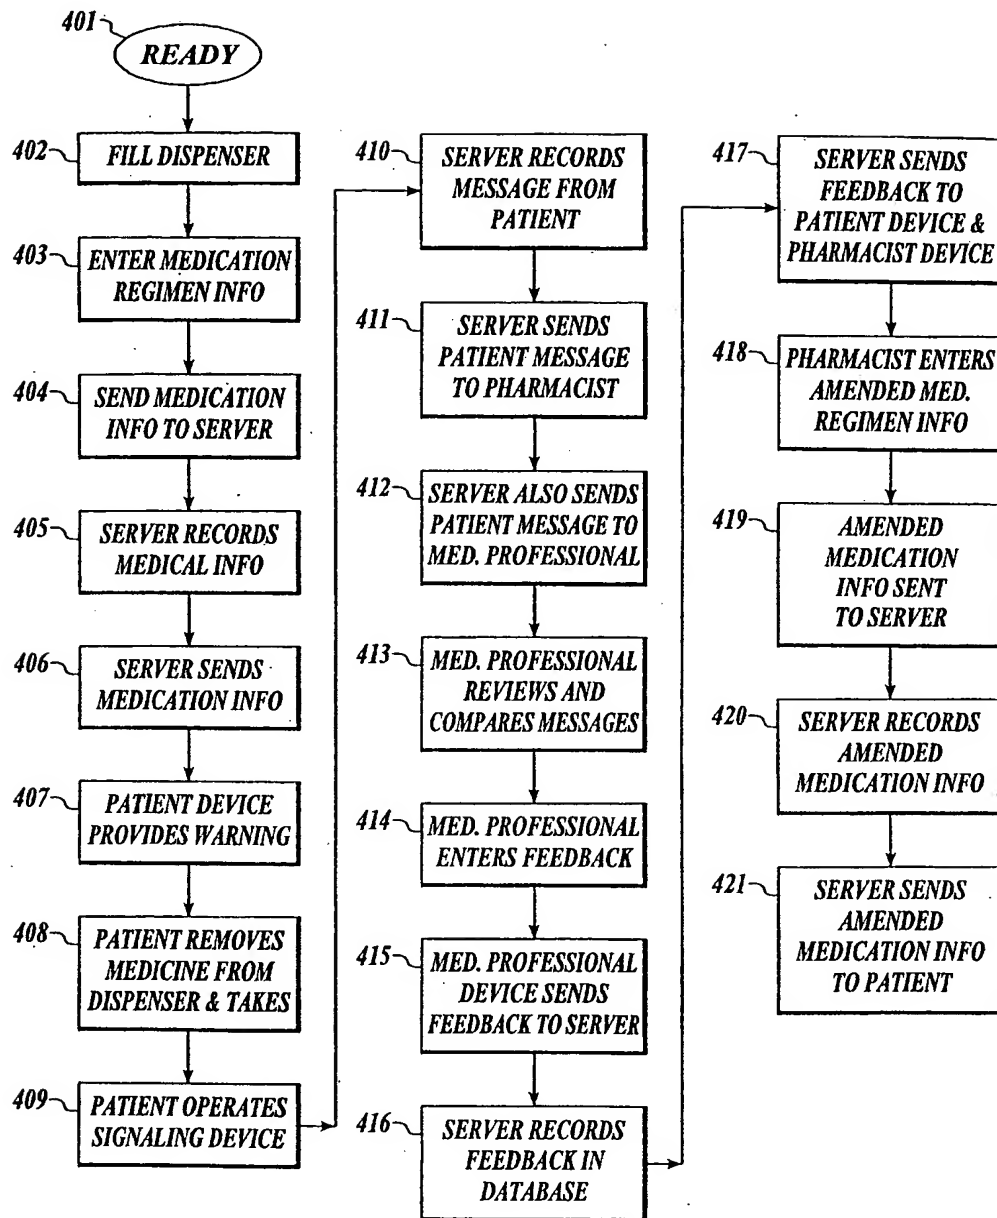 401
READY
402
FILL DISPENSER
403
ENTER MEDICATION
REGIMEN INFO
404
SEND MEDICATION
INFO TO SERVER
405
SERVER RECORDS
MEDICAL INFO
406
SERVER SENDS
MEDICATION INFO
407
PATIENT DEVICE
PROVIDES WARNING
408
PATIENT REMOVES
MEDICINE FROM
DISPENSER & TAKES
409
PATIENT OPERATES
SIGNALING DEVICE
410
SERVER RECORDS
MESSAGE FROM
PATIENT
411
SERVER SENDS
PATIENT MESSAGE
TO PHARMACIST
412
SERVER ALSO SENDS
PATIENT MESSAGE TO
MED. PROFESSIONAL
413
MED. PROFESSIONAL
REVIEWS AND
COMPARES MESSAGES
414
MED. PROFESSIONAL
ENTERS FEEDBACK
415
MED. PROFESSIONAL
DEVICE SENDS
FEEDBACK TO SERVER
416
SERVER RECORDS
FEEDBACK IN
DATABASE
417
SERVER SENDS
FEEDBACK TO
PATIENT DEVICE &
PHARMACIST DEVICE
418
PHARMACIST ENTERS
AMENDED MED.
REGIMEN INFO
419
AMENDED
MEDICATION
INFO SENT
TO SERVER
420
SERVER RECORDS
AMENDED
MEDICATION INFO
421
SERVER SENDS
AMENDED
MEDICATION INFO
TO PATIENT